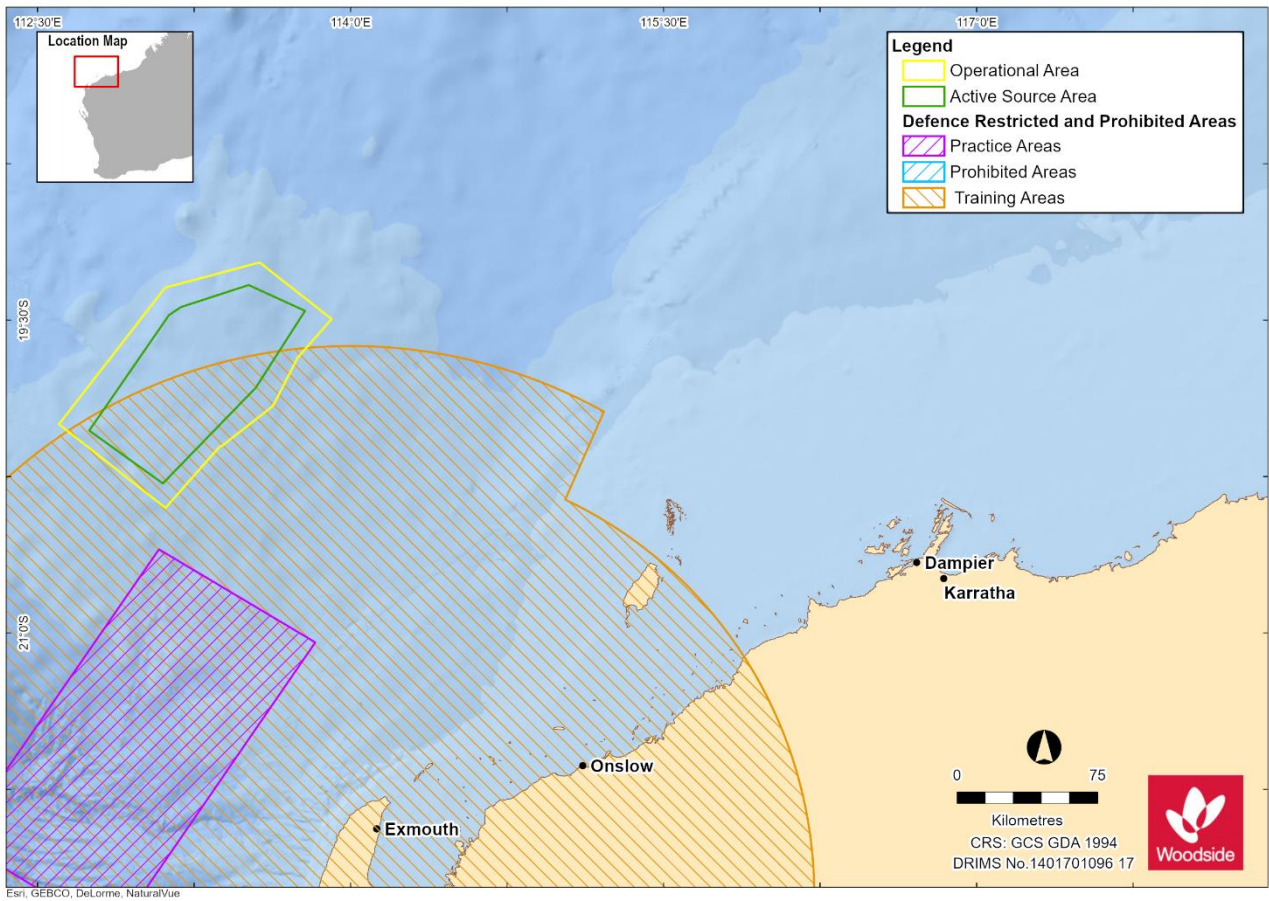 112°30'E
114°0'E
115°30'E
117°0'E
Location Map
Legend
Operational Area
Active Source Area
Defence Restricted and Prohibited Areas
Practice Areas
Prohibited Areas
Training Areas
19°30'S
21°0'S
Dampier
Karratha
Onslow
Exmouth
0 75
Kilometres
CRS: GCS GDA 1994
DRIMS No.1401701096 17
Woodside
Esri, GEBCO, DeLorme, NaturalVue